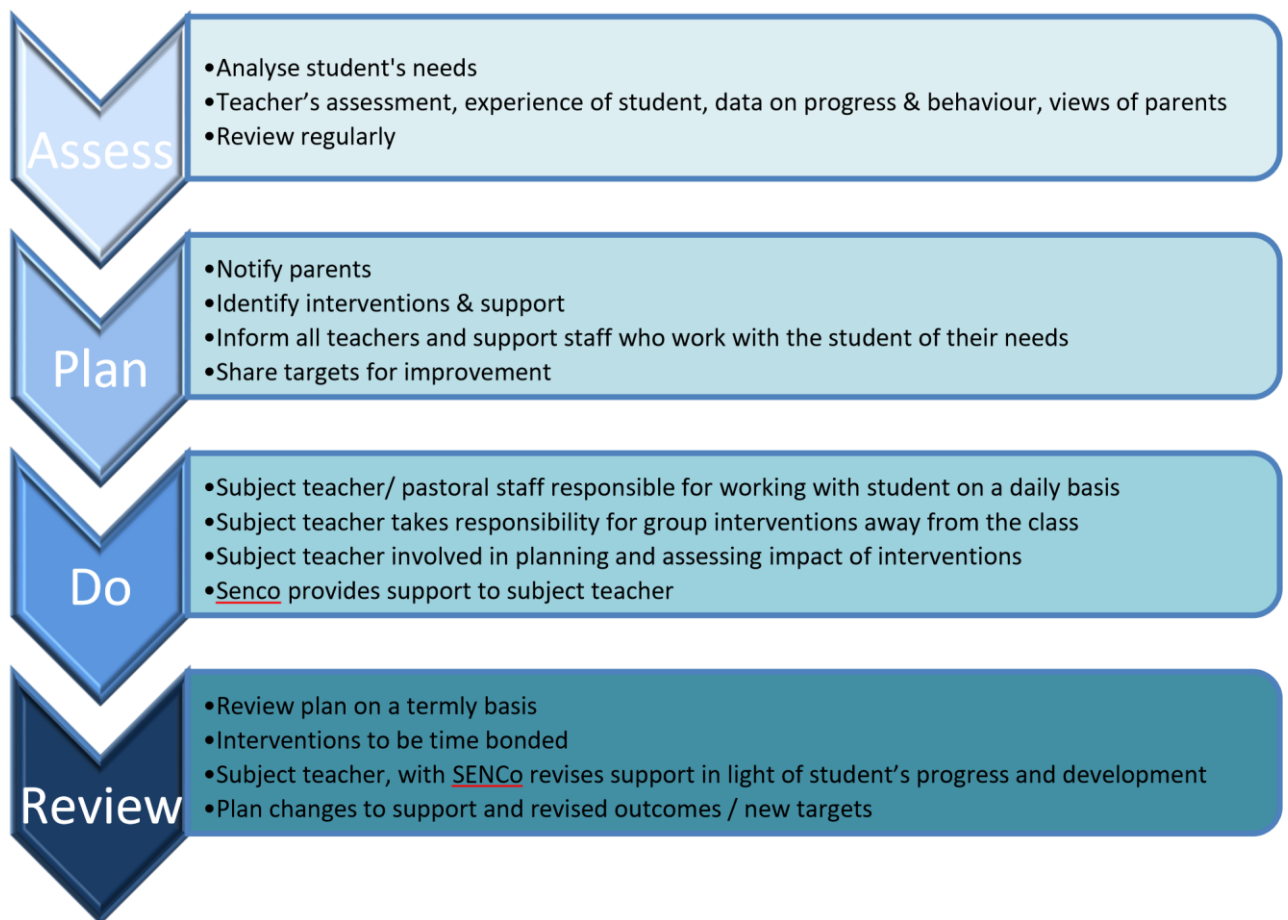 Assess
•Analyse student's needs
•Teacher’s assessment, experience of student, data on progress & behaviour, views of parents
•Review regularly
Plan
•Notify parents
•Identify interventions & support
•Inform all teachers and support staff who work with the student of their needs
•Share targets for improvement
Do
•Subject teacher/ pastoral staff responsible for working with student on a daily basis
•Subject teacher takes responsibility for group interventions away from the class
•Subject teacher involved in planning and assessing impact of interventions
•Senco provides support to subject teacher
Review
•Review plan on a termly basis
•Interventions to be time bonded
•Subject teacher, with SENCo revises support in light of student’s progress and development
•Plan changes to support and revised outcomes / new targets